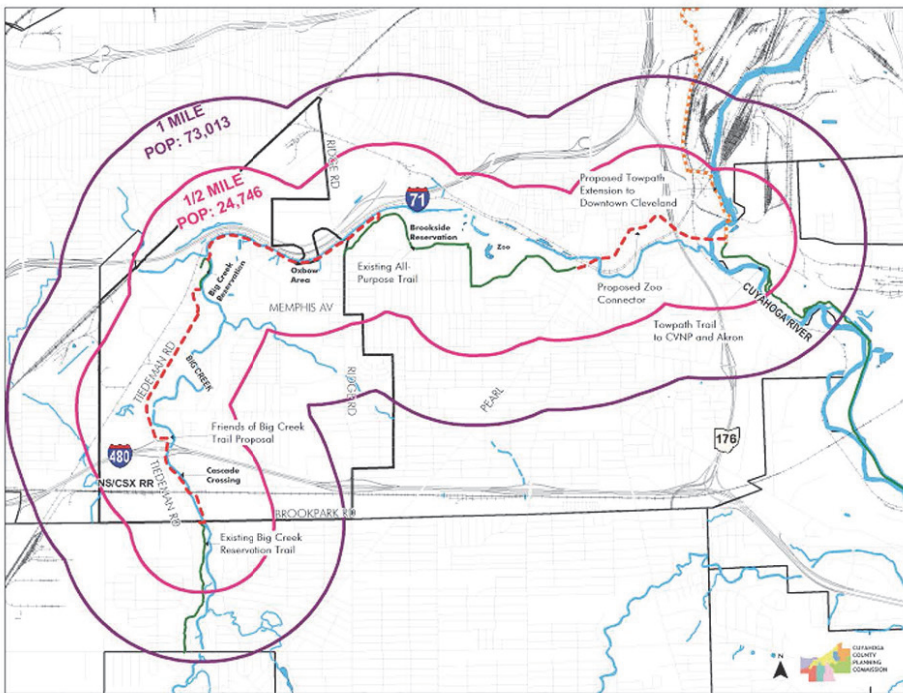 1 MILE
POP: 73,013
1/2 MILE
POP: 24,746
RIDGE RD
71
Proposed Towpath
Extension to
Downtown Cleveland
Brookside
Reservation
Zoo
Oxbow
Area
Big Creek
Reservation
Existing All-
Purpose Trail
Proposed Zoo
Connector
MEMPHIS AV
CUYAHOGA RIVER
Towpath Trail
to CVNP and Akron
TIEDEMAN RD
BIG CREEK
RIDGE RD
PEARL
Friends of Big Creek
Trail Proposal
176
480
Cascade
Crossing
NS/CSX RR
TIEDEMAN RD
BROOKPARK RD
Existing Big Creek
Reservation Trail
N
CUYAHOGA
COUNTY
PLANNING
COMMISSION